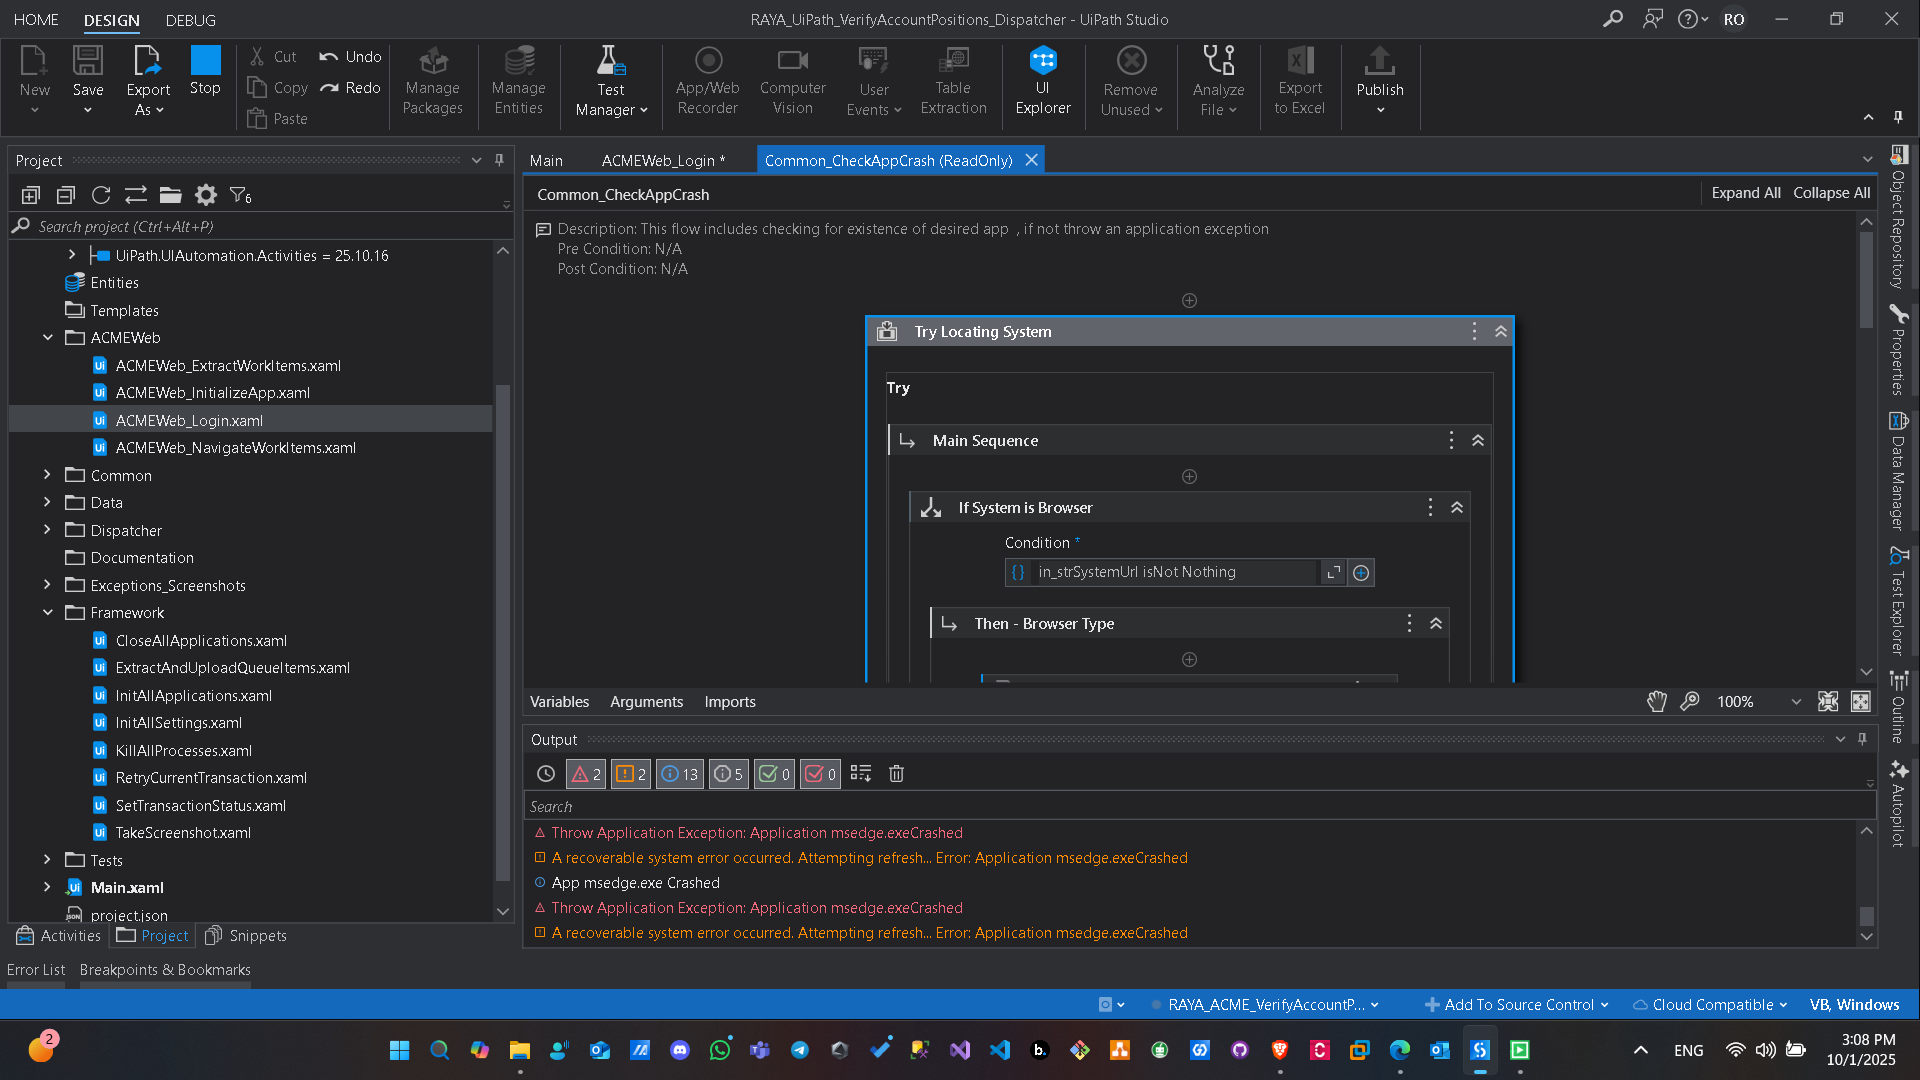 HOME
DESIGN
DEBUG
RAYA_UiPath_VerifyAccountPositions_Dispatcher - UiPath Studio
RO
New
Save
Export As
Stop
Cut
Copy
Paste
Undo
Redo
Manage Packages
Manage Entities
Test Manager
App/Web Recorder
Computer Vision
User Events
Table Extraction
UI Explorer
Remove Unused
Analyze File
Export to Excel
Publish
Project
6
Search project (Ctrl+Alt+P)
UiPath.UIAutomation.Activities = 25.10.16
Entities
Templates
ACMEWeb
ACMEWeb_ExtractWorkItems.xaml
ACMEWeb_InitializeApp.xaml
ACMEWeb_Login.xaml
ACMEWeb_NavigateWorkItems.xaml
Common
Data
Dispatcher
Documentation
Exceptions_Screenshots
Framework
CloseAllApplications.xaml
ExtractAndUploadQueueItems.xaml
InitAllApplications.xaml
InitAllSettings.xaml
KillAllProcesses.xaml
RetryCurrentTransaction.xaml
SetTransactionStatus.xaml
TakeScreenshot.xaml
Tests
Main.xaml
project.json
Activities
Project
Snippets
Error List
Breakpoints & Bookmarks
Main
ACMEWeb_Login *
Common_CheckAppCrash (ReadOnly)
Common_CheckAppCrash
Expand All
Collapse All
Description: This flow includes checking for existence of desired app , if not throw an application exception
Pre Condition: N/A
Post Condition: N/A
Try Locating System
Try
Main Sequence
If System is Browser
Condition *
in_strSystemUrl isNot Nothing
Then - Browser Type
Variables
Arguments
Imports
100%
Output
2
2
13
5
0
0
Search
Throw Application Exception: Application msedge.exeCrashed
A recoverable system error occurred. Attempting refresh... Error: Application msedge.exeCrashed
App msedge.exe Crashed
Throw Application Exception: Application msedge.exeCrashed
A recoverable system error occurred. Attempting refresh... Error: Application msedge.exeCrashed
Object Repository
Properties
Data Manager
Test Explorer
Outline
Autopilot
RAYA_ACME_VerifyAccountP...
Add To Source Control
Cloud Compatible
VB, Windows
2
ENG
3:08 PM
10/1/2025